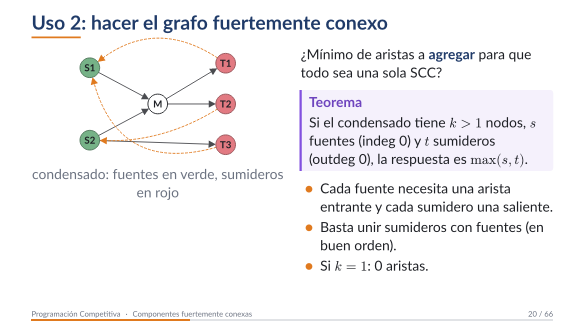 Uso 2: hacer el grafo fuertemente conexo
S1
T1
M
T2
S2
T3
condensado: fuentes en verde, sumideros
en rojo
¿Mínimo de aristas a agregar para que
todo sea una sola SCC?
Teorema
Si el condensado tiene k > 1 nodos, s
fuentes (indeg 0) y t sumideros
(outdeg 0), la respuesta es max(s, t).
Cada fuente necesita una arista
entrante y cada sumidero una saliente.
Basta unir sumideros con fuentes (en
buen orden).
Si k = 1: 0 aristas.
Programación Competitiva · Componentes fuertemente conexas
20 / 66